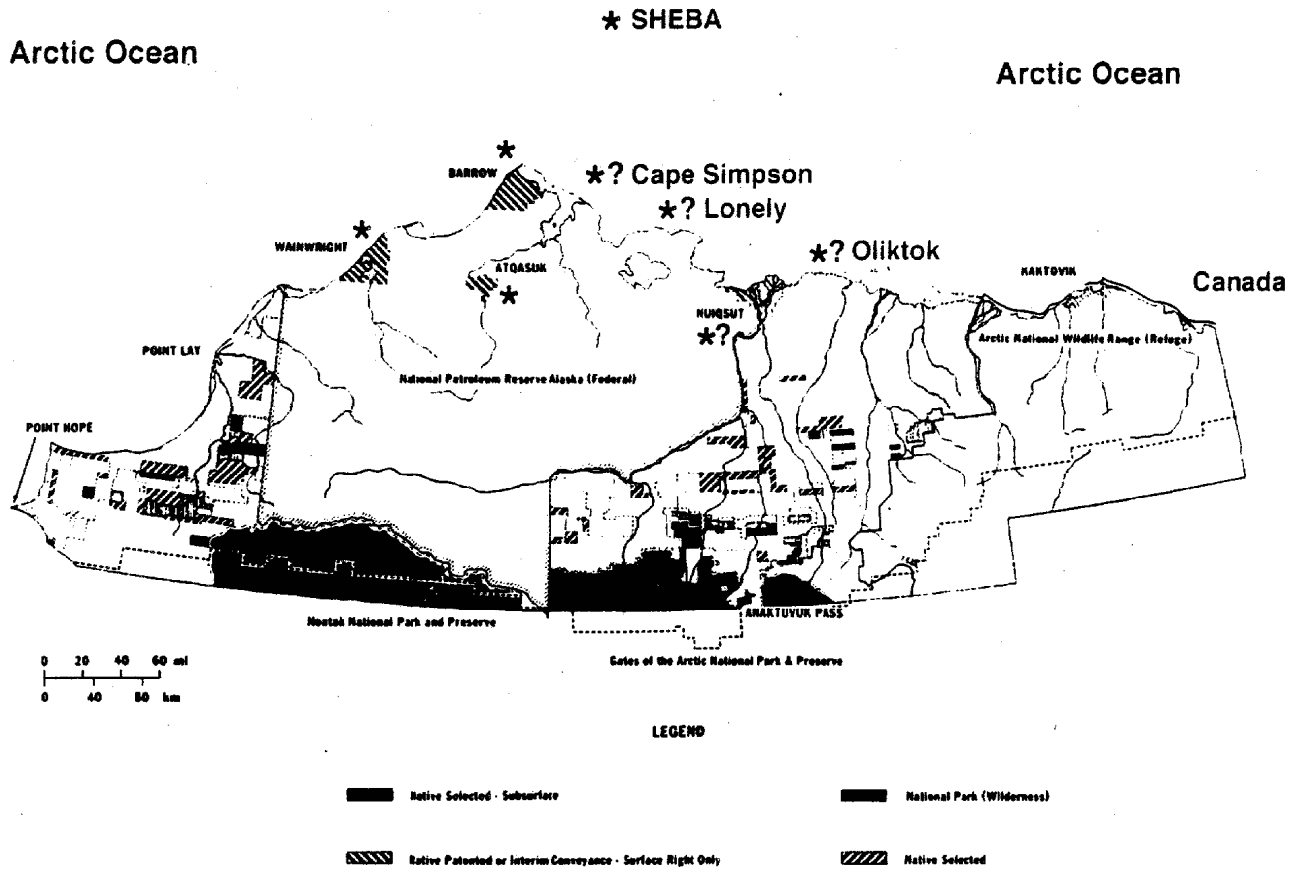 * SHEBA
Arctic Ocean
Arctic Ocean
*
BARROW
*? Cape Simpson
*? Lonely
*
WAINWRIGHT
*? Oliktok
ATQASUK
*
KAKTOVIK
Canada
NUIQSUT
*?
Arctic National Wildlife Range (Refuge)
POINT LAY
National Petroleum Reserve Alaska (Federal)
POINT HOPE
ANAKTUVUK PASS
Noatak National Park and Preserve
Gates of the Arctic National Park & Preserve
0 20 40 60 mi
0 40 80 km
LEGEND
Native Selected - Subsurface
National Park (Wilderness)
Native Patented or Interim Conveyance - Surface Right Only
Native Selected